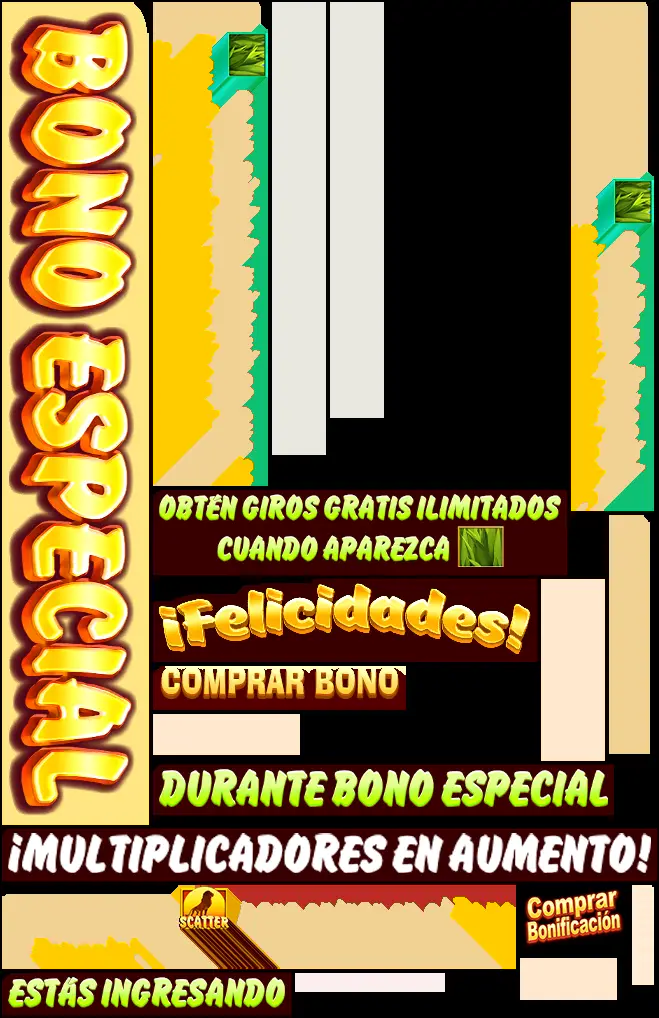 BONO ESPECIAL
OBTÉN GIROS GRATIS ILIMITADOS
CUANDO APAREZCA
¡Felicidades!
COMPRAR BONO
DURANTE BONO ESPECIAL
¡MULTIPLICADORES EN AUMENTO!
SCATTER
Comprar
Bonificación
ESTÁS INGRESANDO